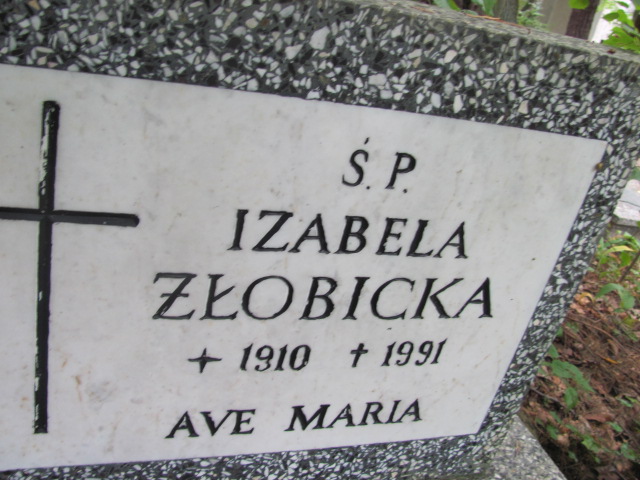 Ś.P.
IZABELA
ZŁOBICKA
+ 1910 † 1991
AVE MARIA